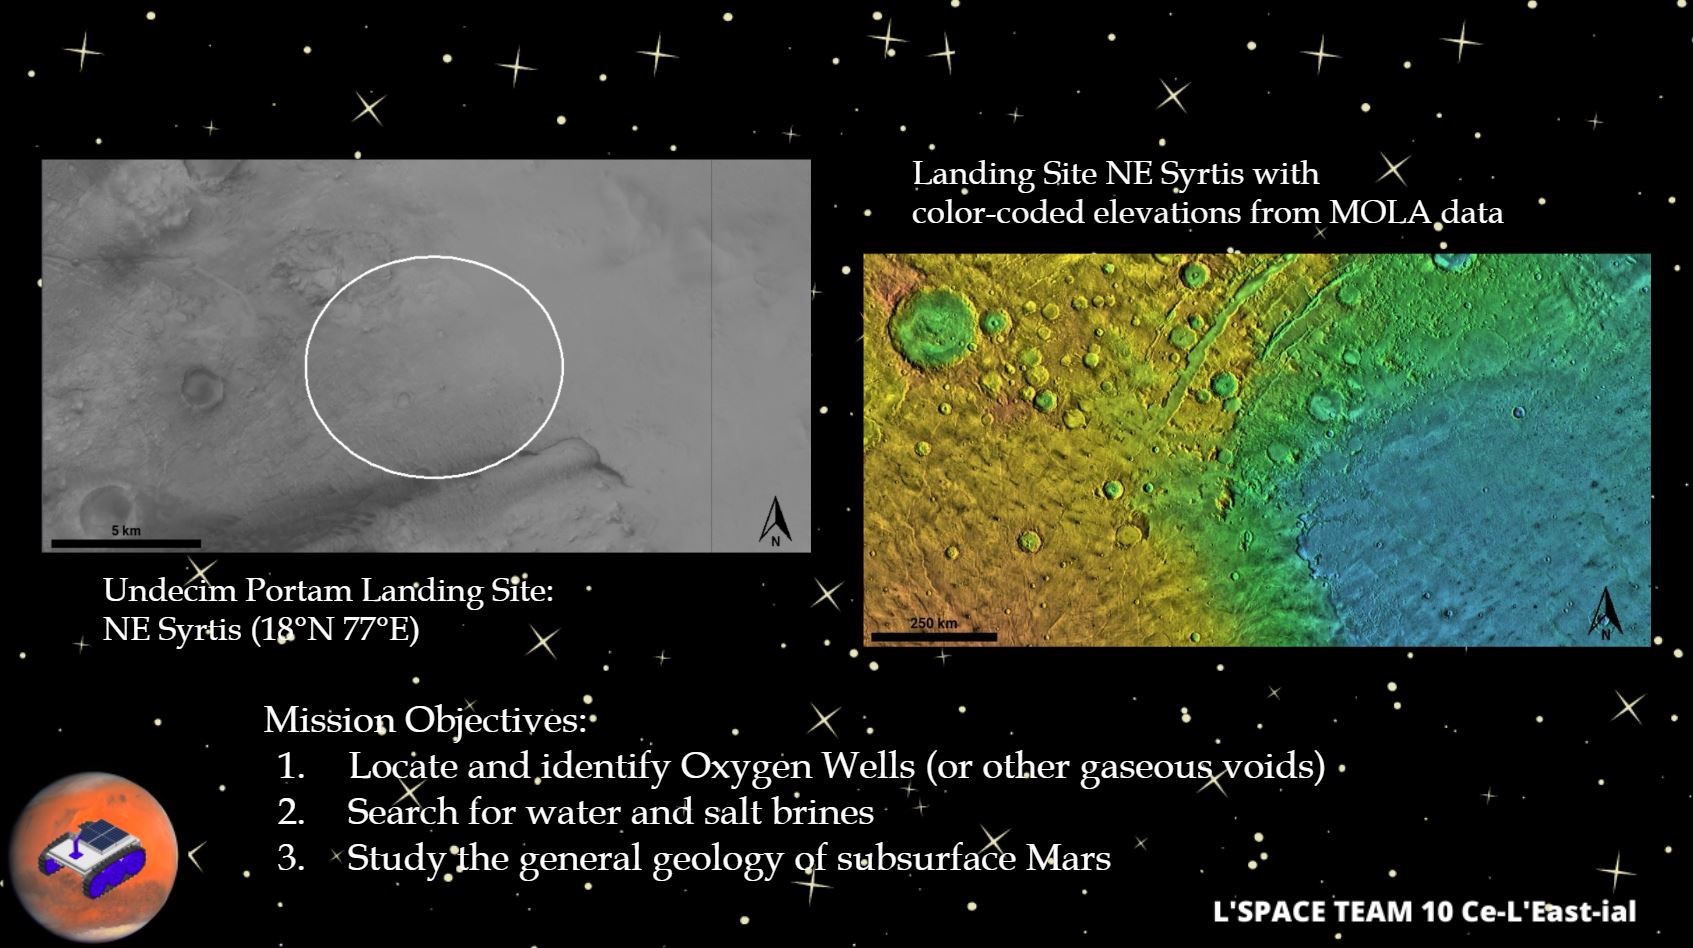 Landing Site NE Syrtis with
color-coded elevations from MOLA data
5 km
N
250 km
N
Undecim Portam Landing Site:
NE Syrtis (18°N 77°E)
Mission Objectives:
1. Locate and identify Oxygen Wells (or other gaseous voids)
2. Search for water and salt brines
3. Study the general geology of subsurface Mars
L'SPACE TEAM 10 Ce-L'East-ial